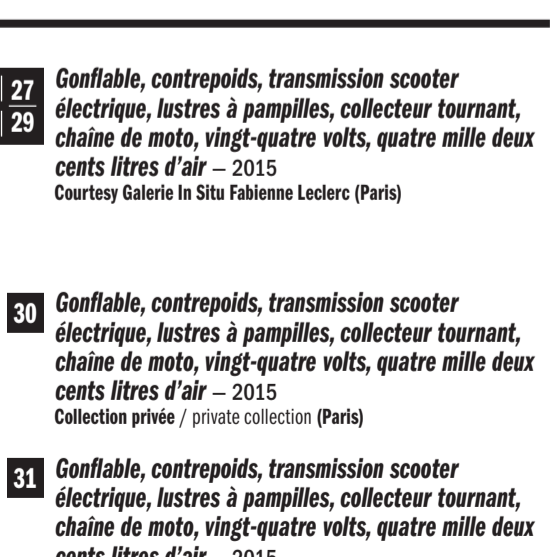 27
29
Gonflable, contrepoids, transmission scooter
électrique, lustres à pampilles, collecteur tournant,
chaîne de moto, vingt-quatre volts, quatre mille deux
cents litres d'air – 2015
Courtesy Galerie In Situ Fabienne Leclerc (Paris)
30
Gonflable, contrepoids, transmission scooter
électrique, lustres à pampilles, collecteur tournant,
chaîne de moto, vingt-quatre volts, quatre mille deux
cents litres d'air – 2015
Collection privée / private collection (Paris)
31
Gonflable, contrepoids, transmission scooter
électrique, lustres à pampilles, collecteur tournant,
chaîne de moto, vingt-quatre volts, quatre mille deux
cents litres d'air – 2015